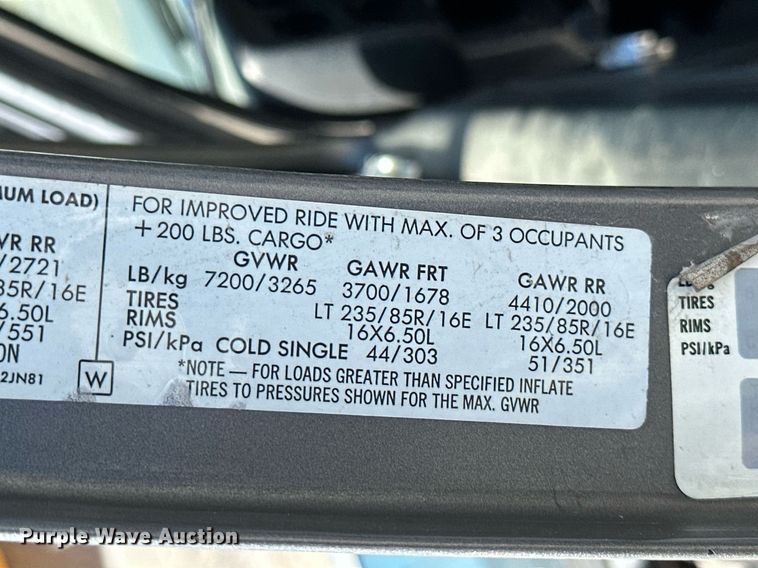 MUM LOAD)
WR RR
/2721
85R/16E
6.50L
/551
0N
2JN81
W
FOR IMPROVED RIDE WITH MAX. OF 3 OCCUPANTS
+200 LBS. CARGO*
GVWR GAWR FRT GAWR RR
LB/kg 7200/3265 3700/1678 4410/2000
TIRES LT 235/85R/16E LT 235/85R/16E
RIMS 16X6.50L 16X6.50L
PSI/kPa COLD SINGLE 44/303 51/351
*NOTE — FOR LOADS GREATER THAN SPECIFIED INFLATE
TIRES TO PRESSURES SHOWN FOR THE MAX. GVWR
TIRES
RIMS
PSI/kPa
Purple Wave Auction